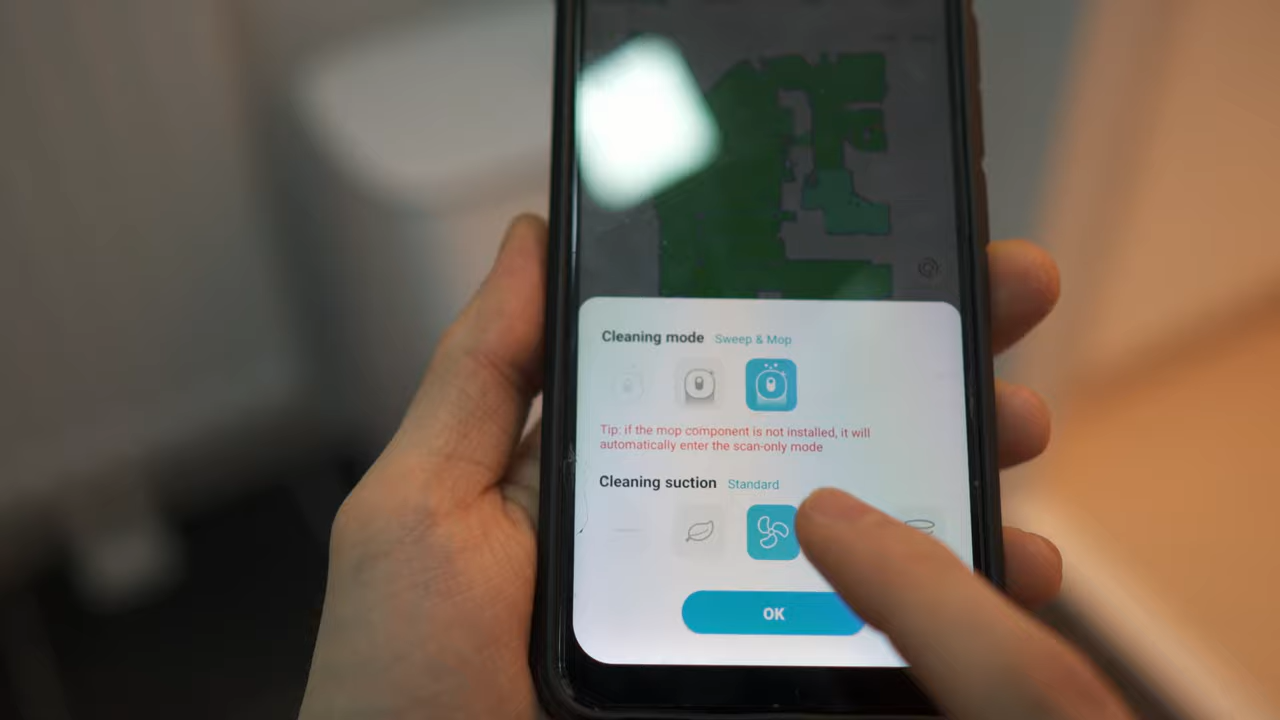 Cleaning mode Sweep & Mop
Tip: if the mop component is not installed, it will
automatically enter the scan-only mode
Cleaning suction Standard
OK